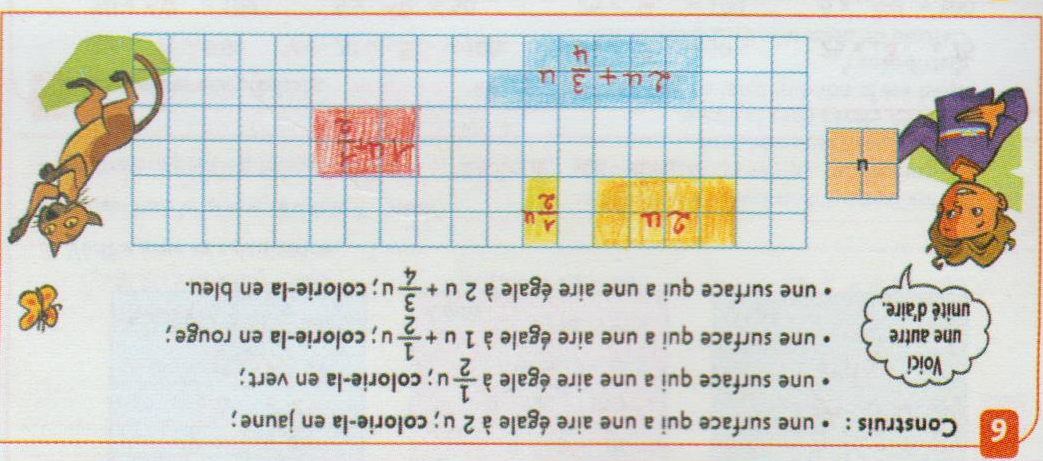 6
Construis : • une surface qui a une aire égale à 2 u ; colorie-la en jaune ;
• une surface qui a une aire égale à 1/2 u ; colorie-la en vert ;
• une surface qui a une aire égale à 1 u + 1/2 u ; colorie-la en rouge ;
• une surface qui a une aire égale à 2 u + 3/4 u ; colorie-la en bleu.
Voici
une autre
unité d'aire.
u
2 u
1/2 u
1 u + 1/2
2 u + 3/4 u